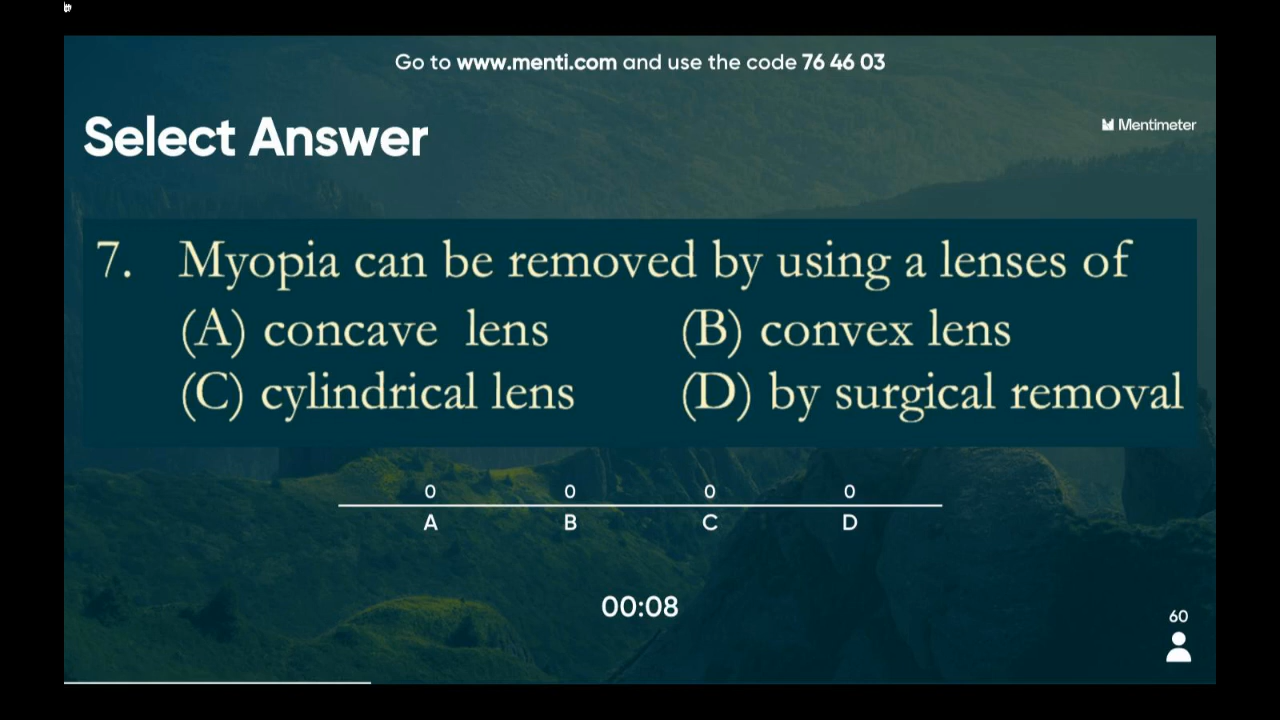 Go to www.menti.com and use the code 76 46 03
Select Answer
Mentimeter
7. Myopia can be removed by using a lenses of
(A) concave lens (B) convex lens
(C) cylindrical lens (D) by surgical removal
0 0 0 0
A B C D
00:08
60